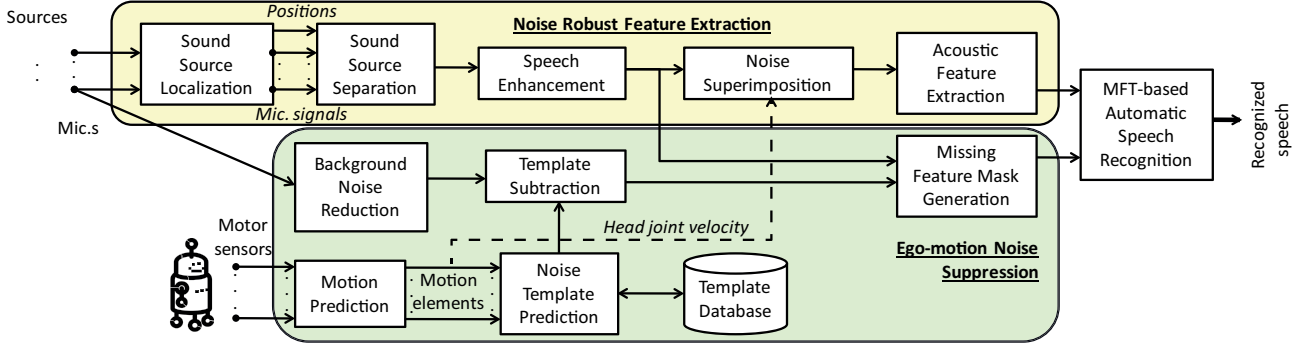 Sources
Positions
Noise Robust Feature Extraction
Sound
Source
Localization
Sound
Source
Separation
Speech
Enhancement
Noise
Superimposition
Acoustic
Feature
Extraction
MFT-based
Automatic
Speech
Recognition
Recognized
speech
Mic. signals
Mic.s
Background
Noise
Reduction
Template
Subtraction
Missing
Feature Mask
Generation
Head joint velocity
Motor
sensors
Ego-motion Noise
Suppression
Motion
Prediction
Motion
elements
Noise
Template
Prediction
Template
Database